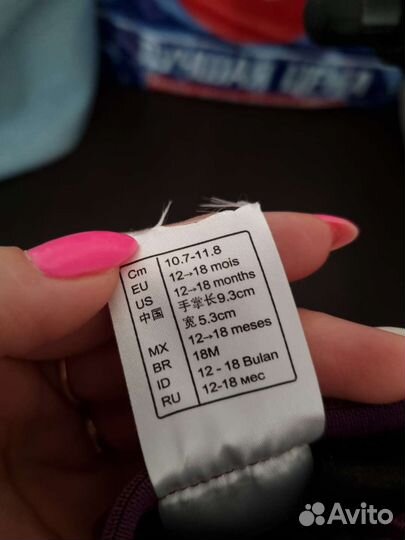 Cm 10.7-11.8
EU 12→18 mois
US 12→18 months
中国 手掌长9.3cm
宽5.3cm
MX 12→18 meses
BR 18M
ID 12 - 18 Bulan
RU 12-18 мес
Avito